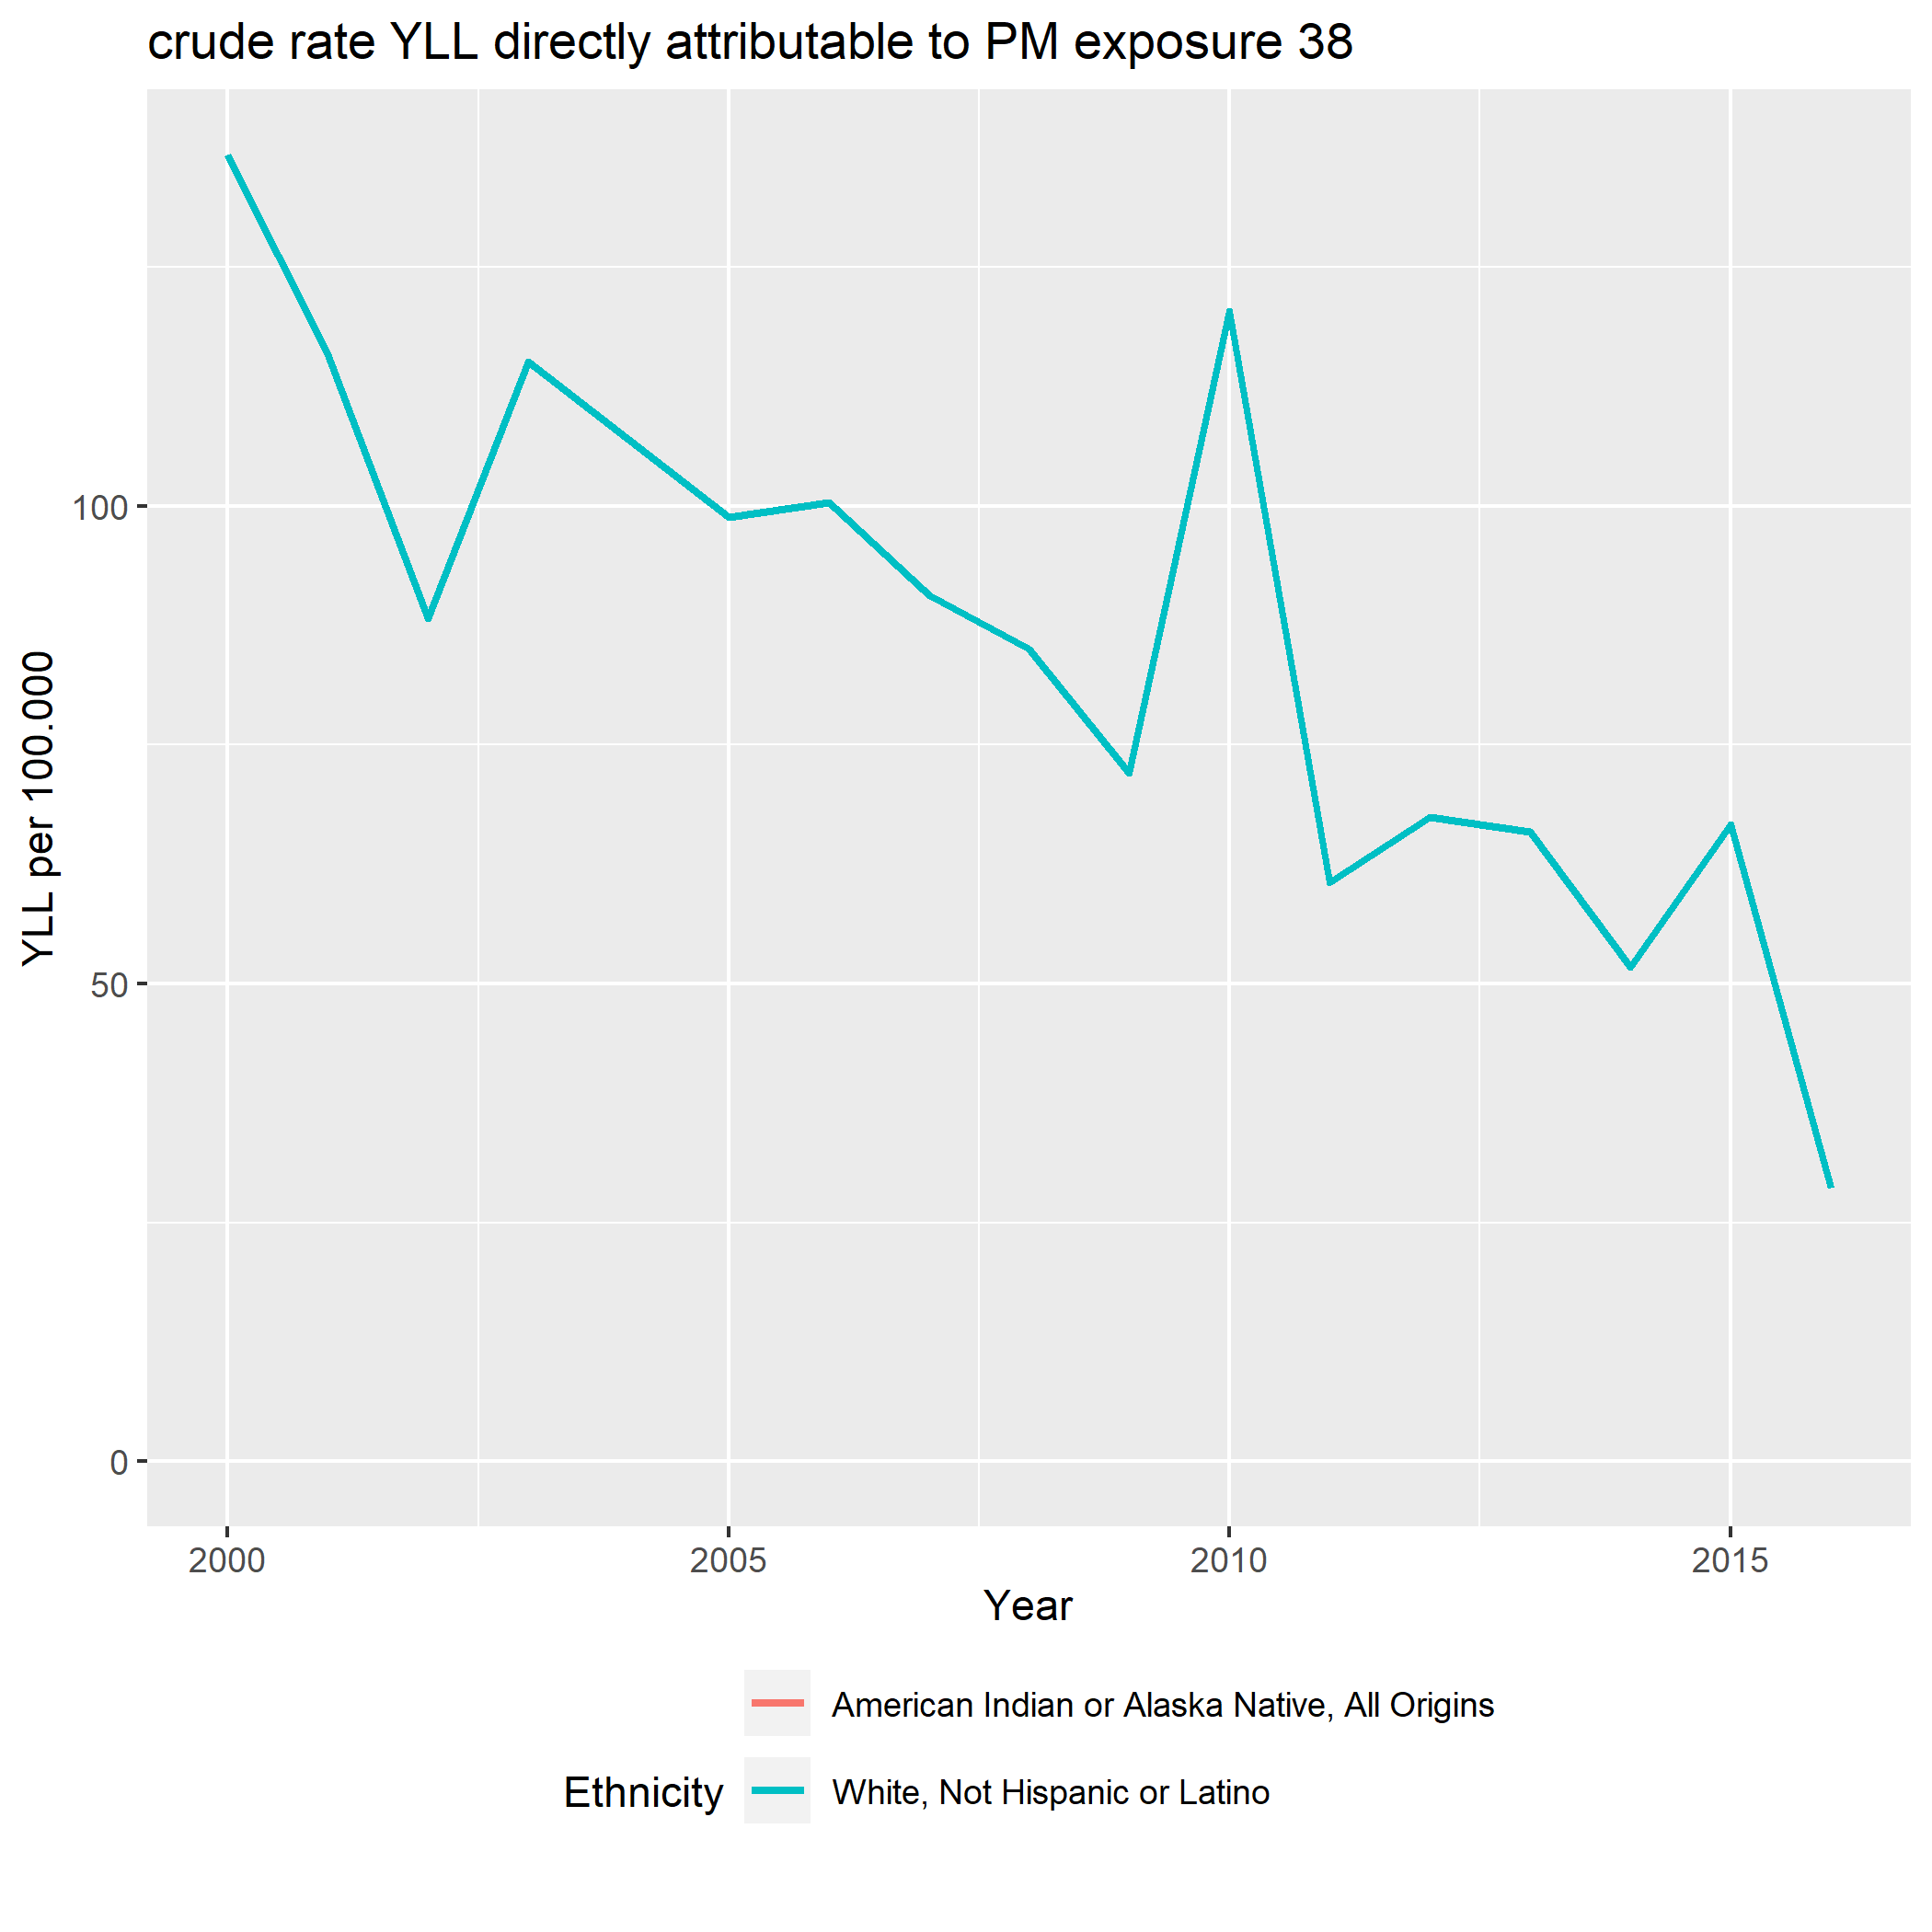 crude rate YLL directly attributable to PM exposure 38
YLL per 100.000
100
50
0
2000
2005
2010
2015
Year
Ethnicity
American Indian or Alaska Native, All Origins
White, Not Hispanic or Latino